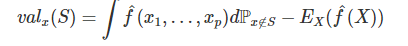 val_x(S) = ∫ f̂(x_1, …, x_p)dℙ_{x∉S} − E_X(f̂(X))